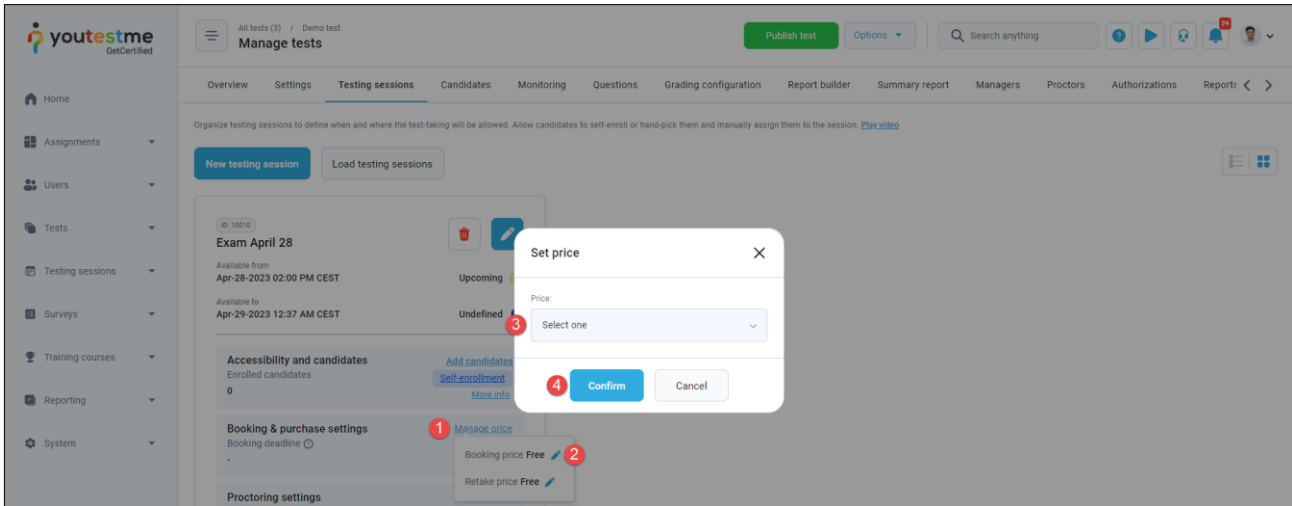 youtestme
GetCertified
All tests (3) / Demo test
Manage tests
Publish test
Options
Search anything
24
Overview Settings Testing sessions Candidates Monitoring Questions Grading configuration Report builder Summary report Managers Proctors Authorizations Reports
Home
Assignments
Users
Tests
Testing sessions
Surveys
Training courses
Reporting
System
Organize testing sessions to define when and where the test-taking will be allowed. Allow candidates to self-enroll or hand-pick them and manually assign them to the session. Play video
New testing session
Load testing sessions
ID: 10010
Exam April 28
Available from
Apr-28-2023 02:00 PM CEST
Upcoming
Available to
Apr-29-2023 12:37 AM CEST
Undefined
Accessibility and candidates
Add candidates
Enrolled candidates
Self-enrollment
0
More info
Booking & purchase settings
1 Manage price
Booking deadline
-
Booking price Free 2
Retake price Free
Proctoring settings
Set price
Price:
3 Select one
4 Confirm
Cancel